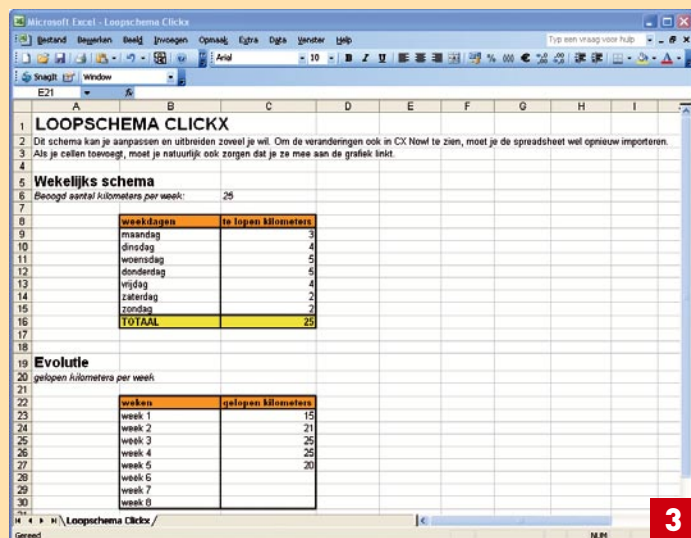 Microsoft Excel - Loopschema Clickx
Bestand Bewerken Beeld Invoegen Opmaak Extra Data Venster Help Typ een vraag voor hulp
Arial 10 B I U
SnagIt Window
E21 fx
A B C D E F G H I
1 LOOPSCHEMA CLICKX
2 Dit schema kan je aanpassen en uitbreiden zoveel je wil. Om de veranderingen ook in CX Now! te zien, moet je de spreadsheet wel opnieuw importeren.
3 Als je cellen toevoegt, moet je natuurlijk ook zorgen dat je ze mee aan de grafiek linkt.
4
5 Wekelijks schema
6 Beoogd aantal kilometers per week: 25
7
8 weekdagen te lopen kilometers
9 maandag 3
10 dinsdag 4
11 woensdag 5
12 donderdag 5
13 vrijdag 4
14 zaterdag 2
15 zondag 2
16 TOTAAL 25
17
18
19 Evolutie
20 gelopen kilometers per week
21
22 weken gelopen kilometers
23 week 1 15
24 week 2 21
25 week 3 25
26 week 4 25
27 week 5 20
28 week 6
29 week 7
30 week 8
Loopschema Clickx
Gereed NUM
3